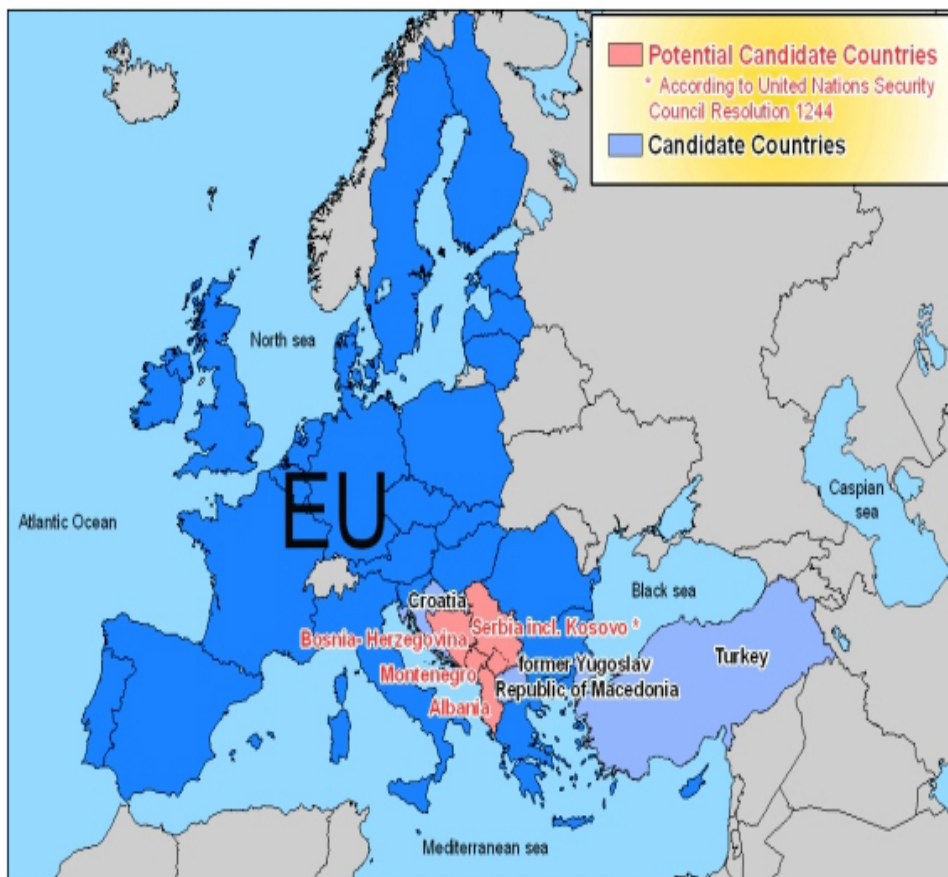 Potential Candidate Countries
* According to United Nations Security
Council Resolution 1244
Candidate Countries
North sea
EU
Atlantic Ocean
Caspian
sea
Black sea
Croatia
Serbia incl. Kosovo *
Bosnia- Herzegovina
former Yugoslav
Republic of Macedonia
Turkey
Montenegro
Albania
Mediterranean sea